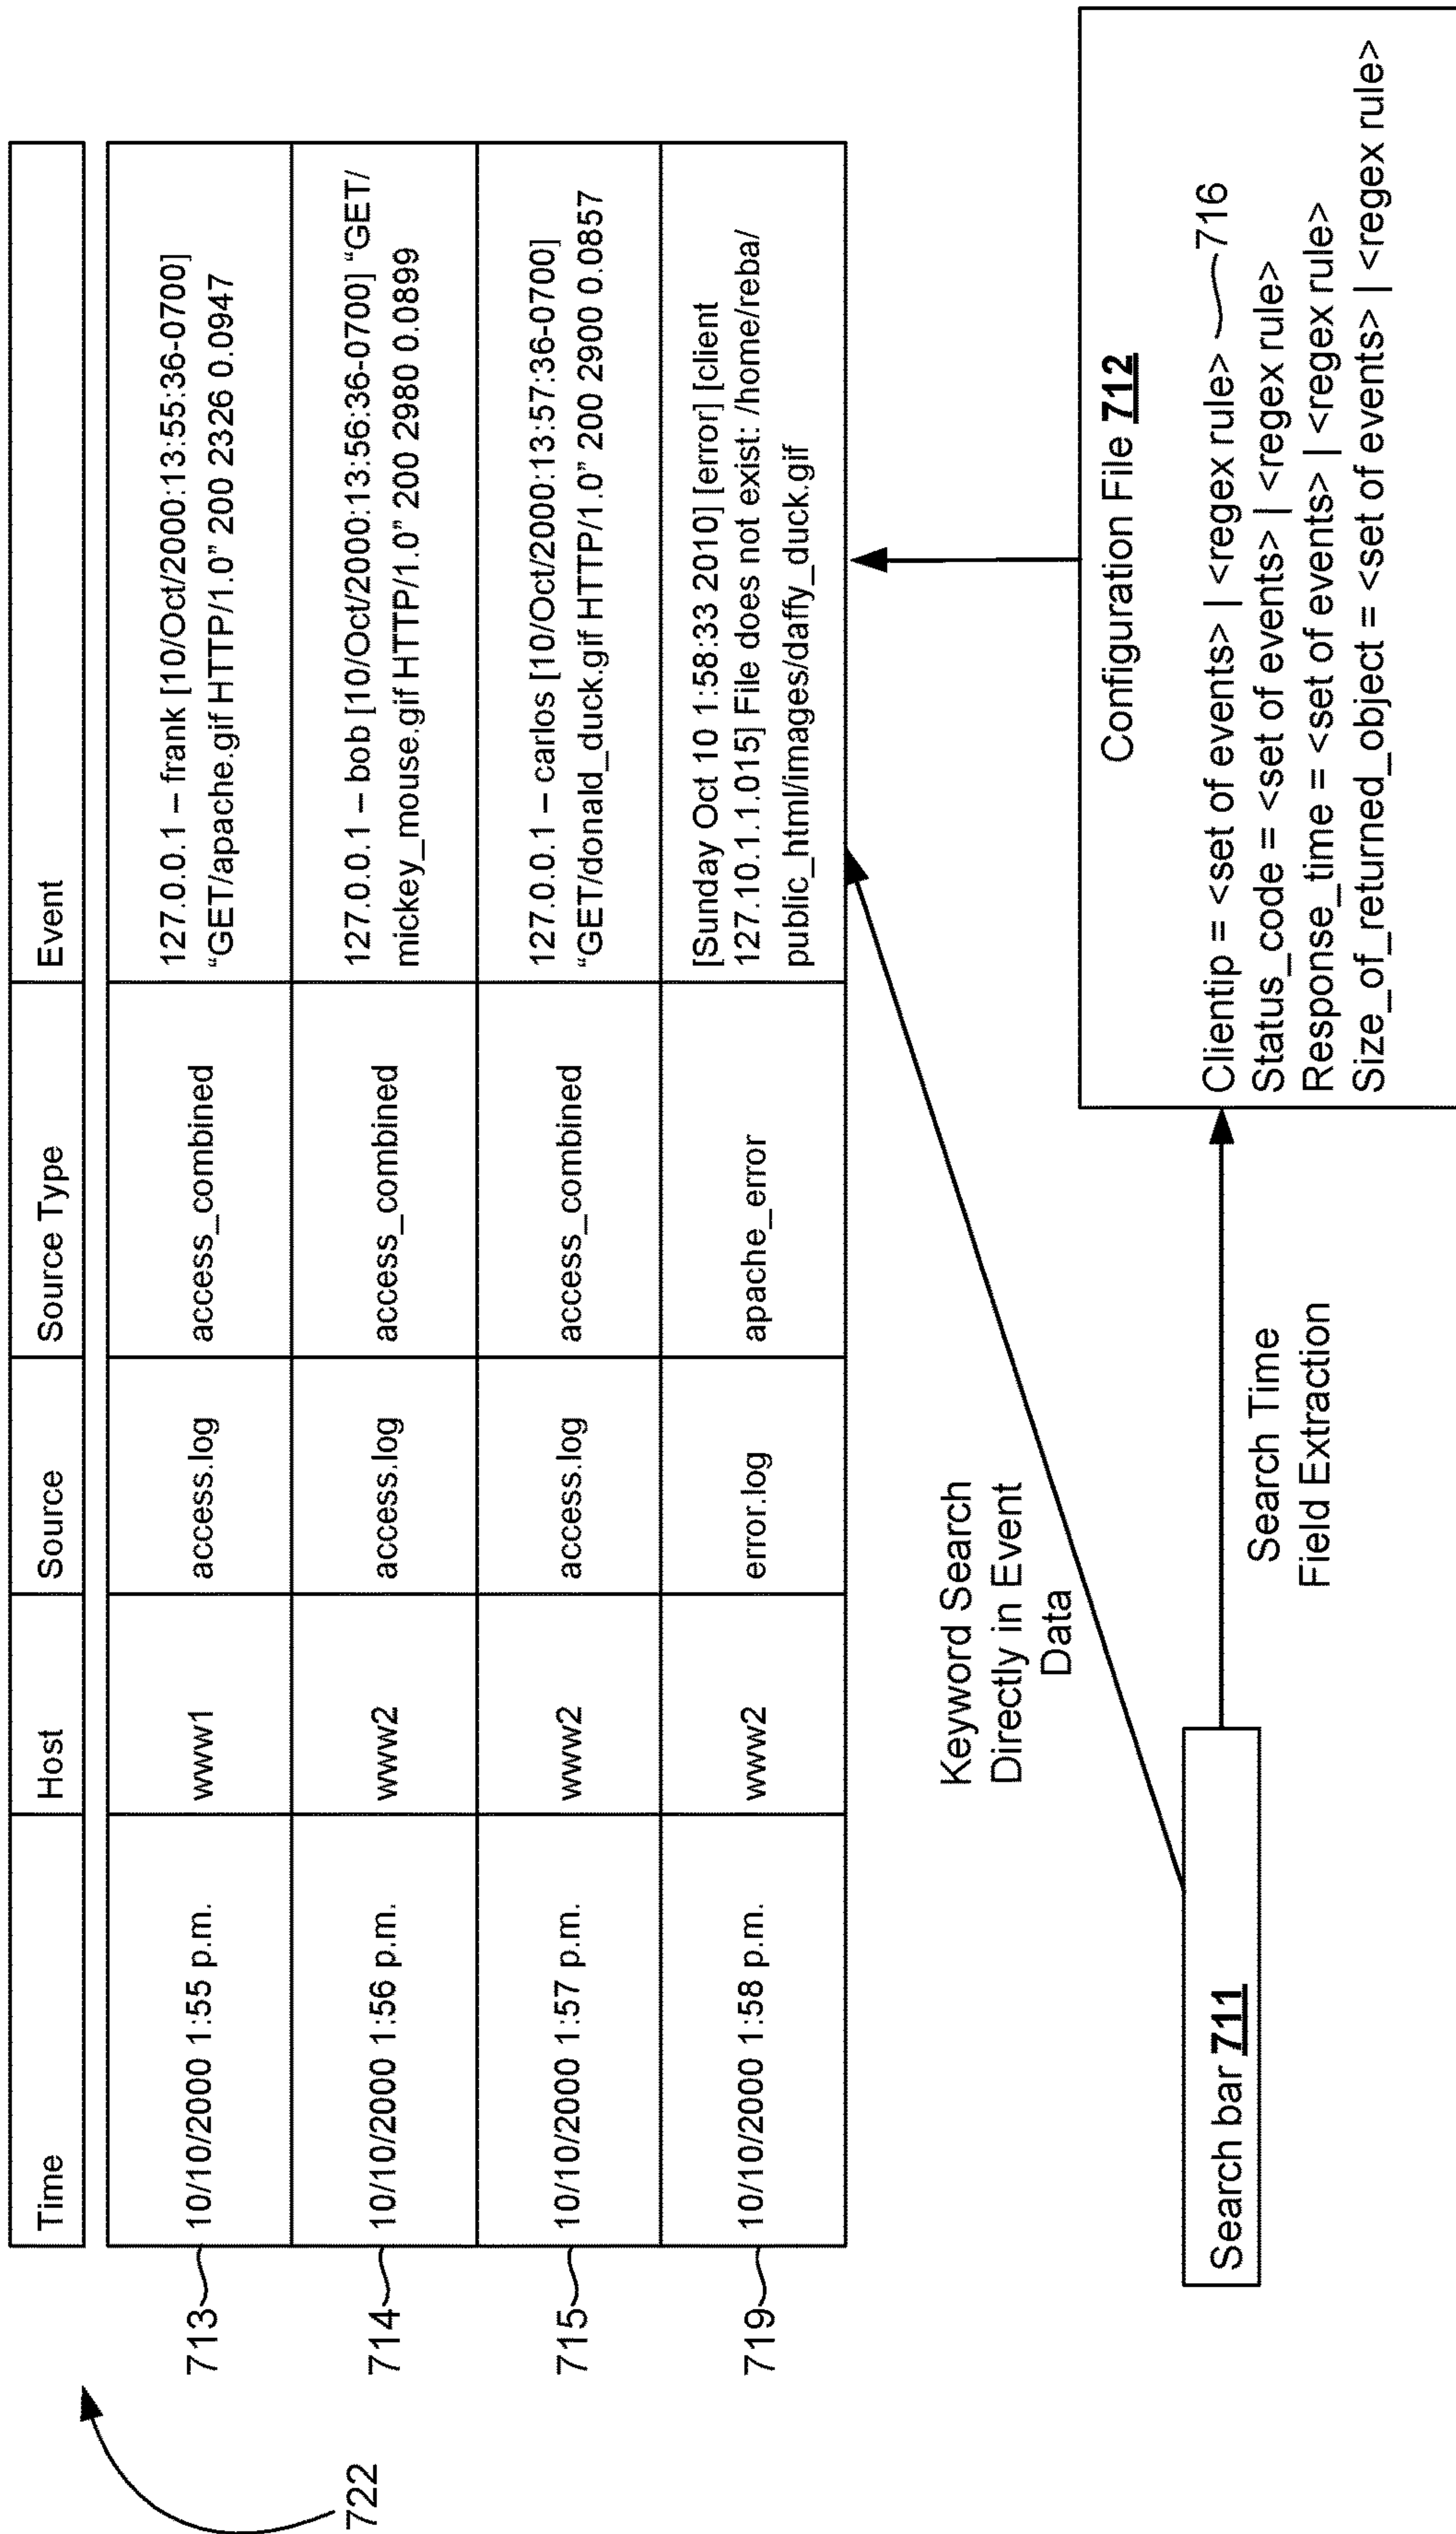 722
Time Host Source Source Type Event
713 10/10/2000 1:55 p.m. www1 access.log access_combined 127.0.0.1 – frank [10/Oct/2000:13:55:36-0700]
“GET/apache.gif HTTP/1.0” 200 2326 0.0947
714 10/10/2000 1:56 p.m. www2 access.log access_combined 127.0.0.1 – bob [10/Oct/2000:13:56:36-0700] “GET/
mickey_mouse.gif HTTP/1.0” 200 2980 0.0899
715 10/10/2000 1:57 p.m. www2 access.log access_combined 127.0.0.1 – carlos [10/Oct/2000:13:57:36-0700]
“GET/donald_duck.gif HTTP/1.0” 200 2900 0.0857
719 10/10/2000 1:58 p.m. www2 error.log apache_error [Sunday Oct 10 1:58:33 2010] [error] [client
127.10.1.1.015] File does not exist: /home/reba/
public_html/images/daffy_duck.gif
Keyword Search
Directly in Event
Data
Search bar 711
Search Time
Field Extraction
Configuration File 712
Clientip = <set of events> | <regex rule> 716
Status_code = <set of events> | <regex rule>
Response_time = <set of events> | <regex rule>
Size_of_returned_object = <set of events> | <regex rule>